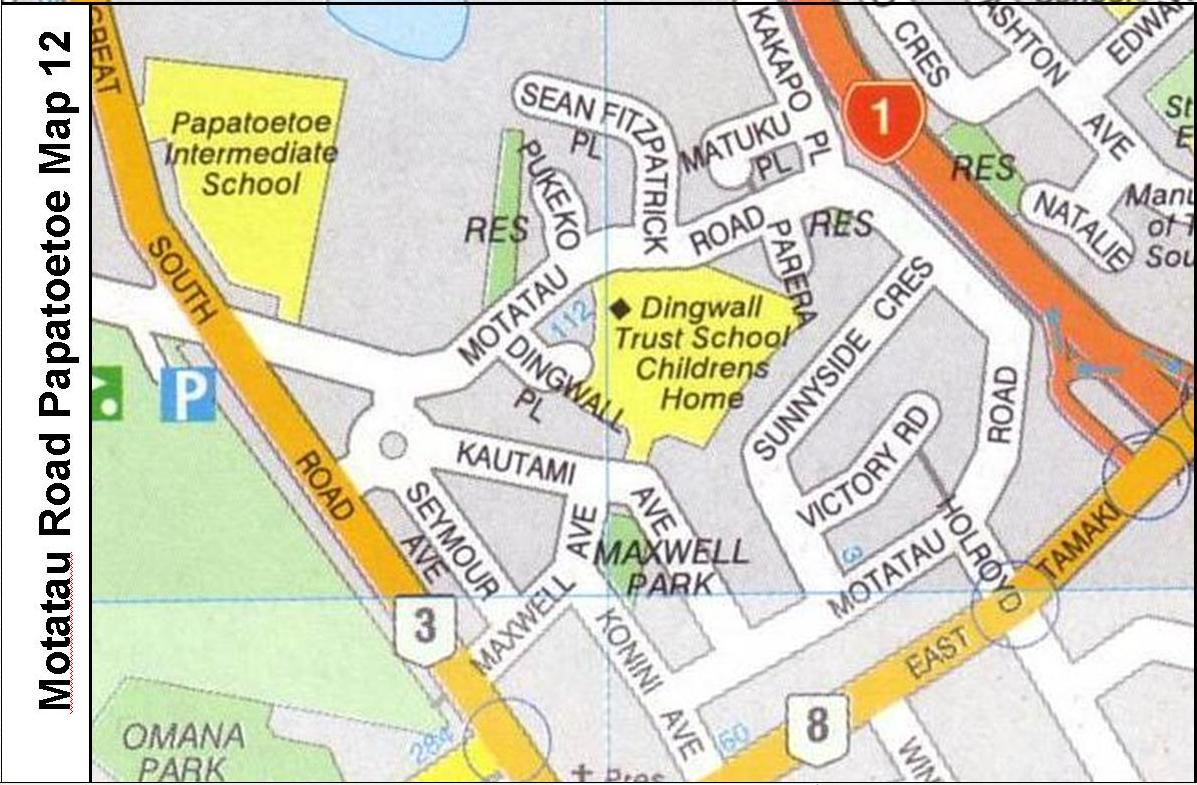 Motatau Road Papatoetoe Map 12
GREAT
SOUTH
ROAD
Papatoetoe
Intermediate
School
P
OMANA
PARK
3
284
SEAN FITZPATRICK
PL
PUKEKO
RES
KAKAPO
PL
MATUKU
PL
MOTATAU
ROAD
RES
PARERA
1
CRES
ASHTON
AVE
RES
NATALIE
112
Dingwall
Trust School
Childrens
Home
DINGWALL
PL
SUNNYSIDE CRES
VICTORY RD
ROAD
KAUTAMI
AVE
SEYMOUR
AVE
AVE
MAXWELL
PARK
MAXWELL
KONINI
AVE
3
MOTATAU
HOLROYD
EAST
TAMAKI
8
60